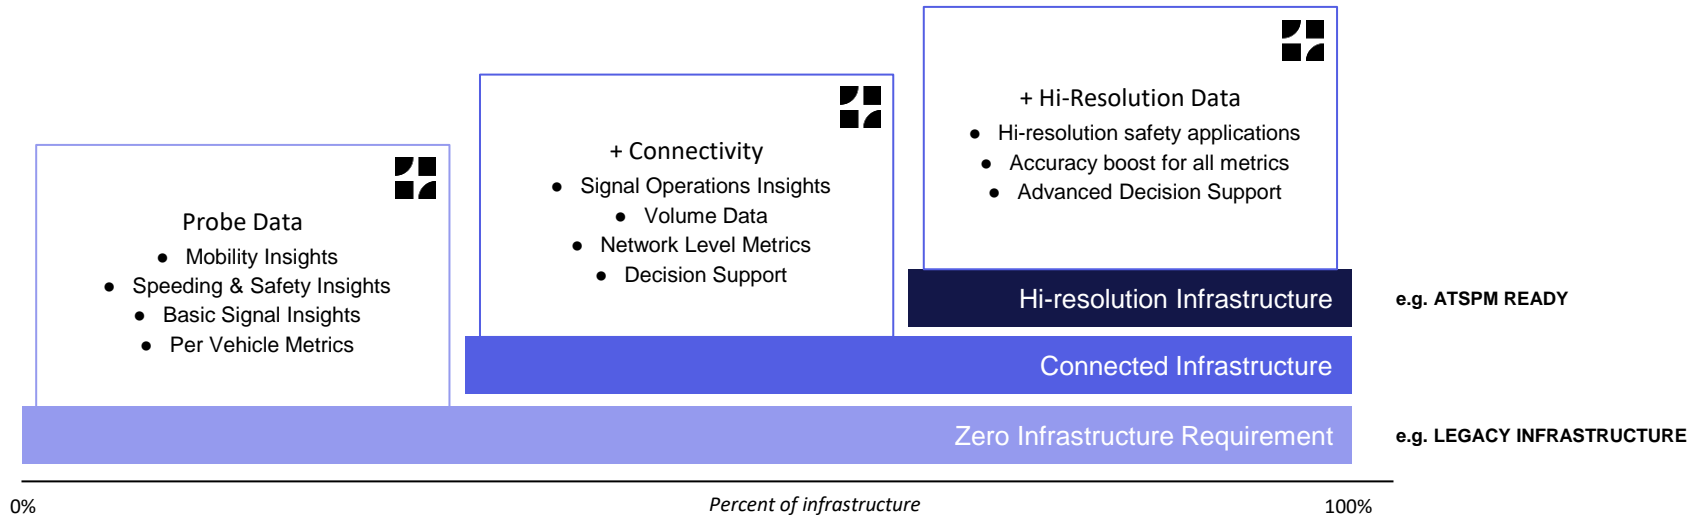 Probe Data
● Mobility Insights
● Speeding & Safety Insights
● Basic Signal Insights
● Per Vehicle Metrics
+ Connectivity
● Signal Operations Insights
● Volume Data
● Network Level Metrics
● Decision Support
+ Hi-Resolution Data
● Hi-resolution safety applications
● Accuracy boost for all metrics
● Advanced Decision Support
Hi-resolution Infrastructure
e.g. ATSPM READY
Connected Infrastructure
Zero Infrastructure Requirement
e.g. LEGACY INFRASTRUCTURE
0%
Percent of infrastructure
100%